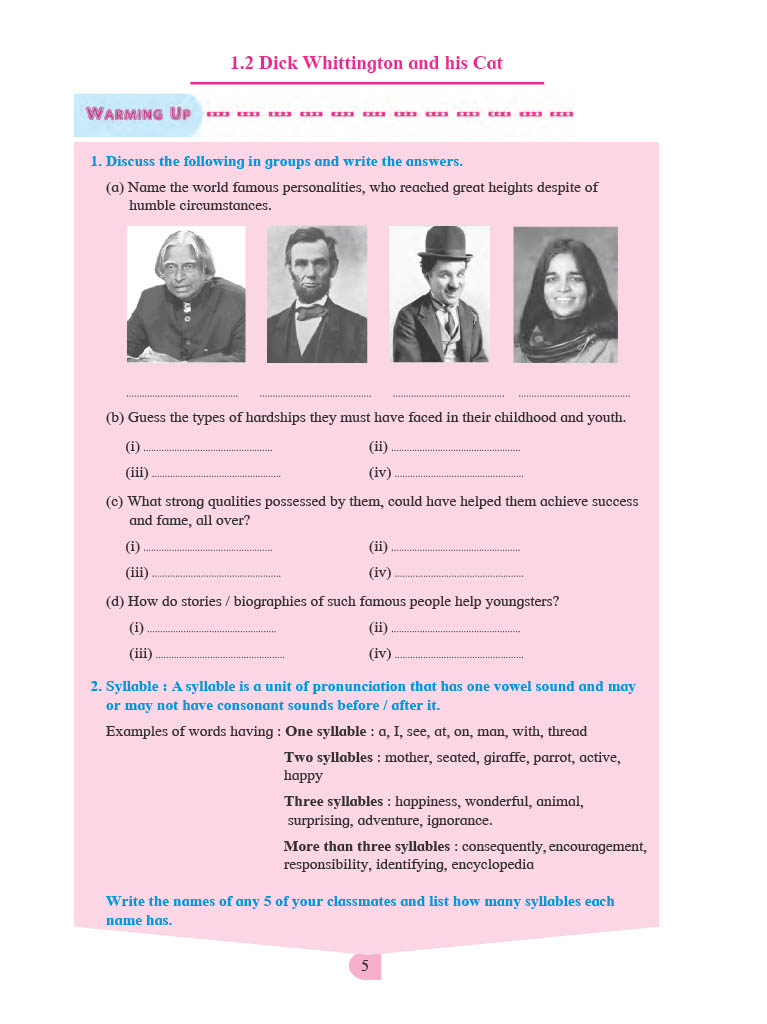 1.2 Dick Whittington and his Cat
WARMING UP
1. Discuss the following in groups and write the answers.
(a) Name the world famous personalities, who reached great heights despite of
humble circumstances.
.......................................... .......................................... .......................................... ..........................................
(b) Guess the types of hardships they must have faced in their childhood and youth.
(i) ................................................ (ii) ................................................
(iii) ................................................ (iv) ................................................
(c) What strong qualities possessed by them, could have helped them achieve success
and fame, all over?
(i) ................................................ (ii) ................................................
(iii) ................................................ (iv) ................................................
(d) How do stories / biographies of such famous people help youngsters?
(i) ................................................ (ii) ................................................
(iii) ................................................ (iv) ................................................
2. Syllable : A syllable is a unit of pronunciation that has one vowel sound and may
or may not have consonant sounds before / after it.
Examples of words having : One syllable : a, I, see, at, on, man, with, thread
Two syllables : mother, seated, giraffe, parrot, active,
happy
Three syllables : happiness, wonderful, animal,
surprising, adventure, ignorance.
More than three syllables : consequently, encouragement,
responsibility, identifying, encyclopedia
Write the names of any 5 of your classmates and list how many syllables each
name has.
5